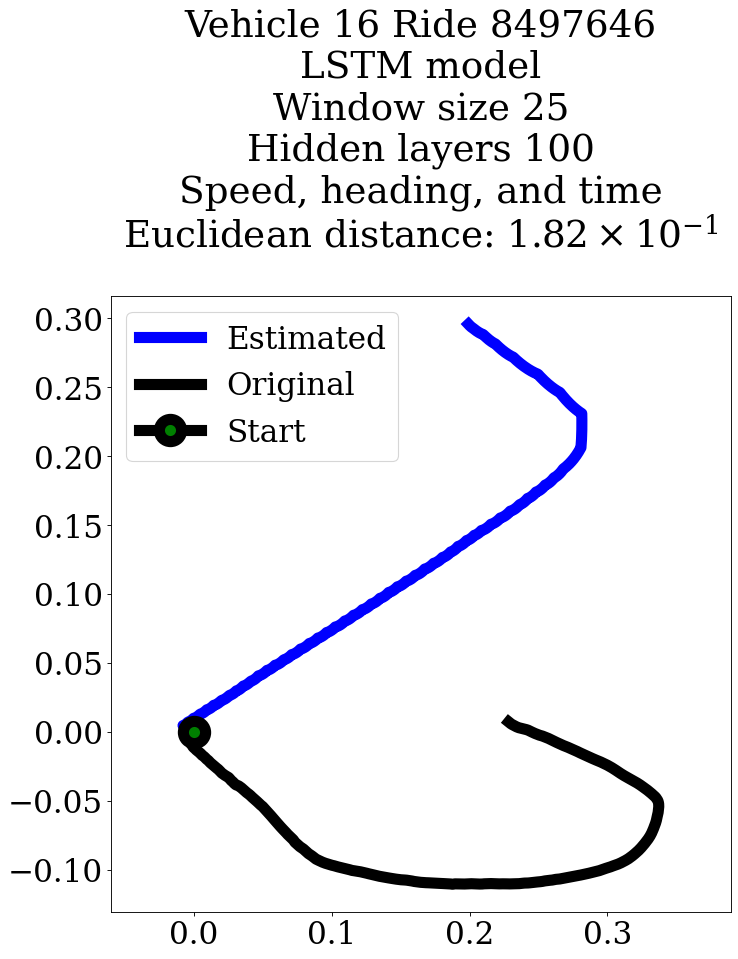 Vehicle 16 Ride 8497646
LSTM model
Window size 25
Hidden layers 100
Speed, heading, and time
Euclidean distance: 1.82 × 10⁻¹
Estimated
Original
Start
0.30
0.25
0.20
0.15
0.10
0.05
0.00
−0.05
−0.10
0.0 0.1 0.2 0.3